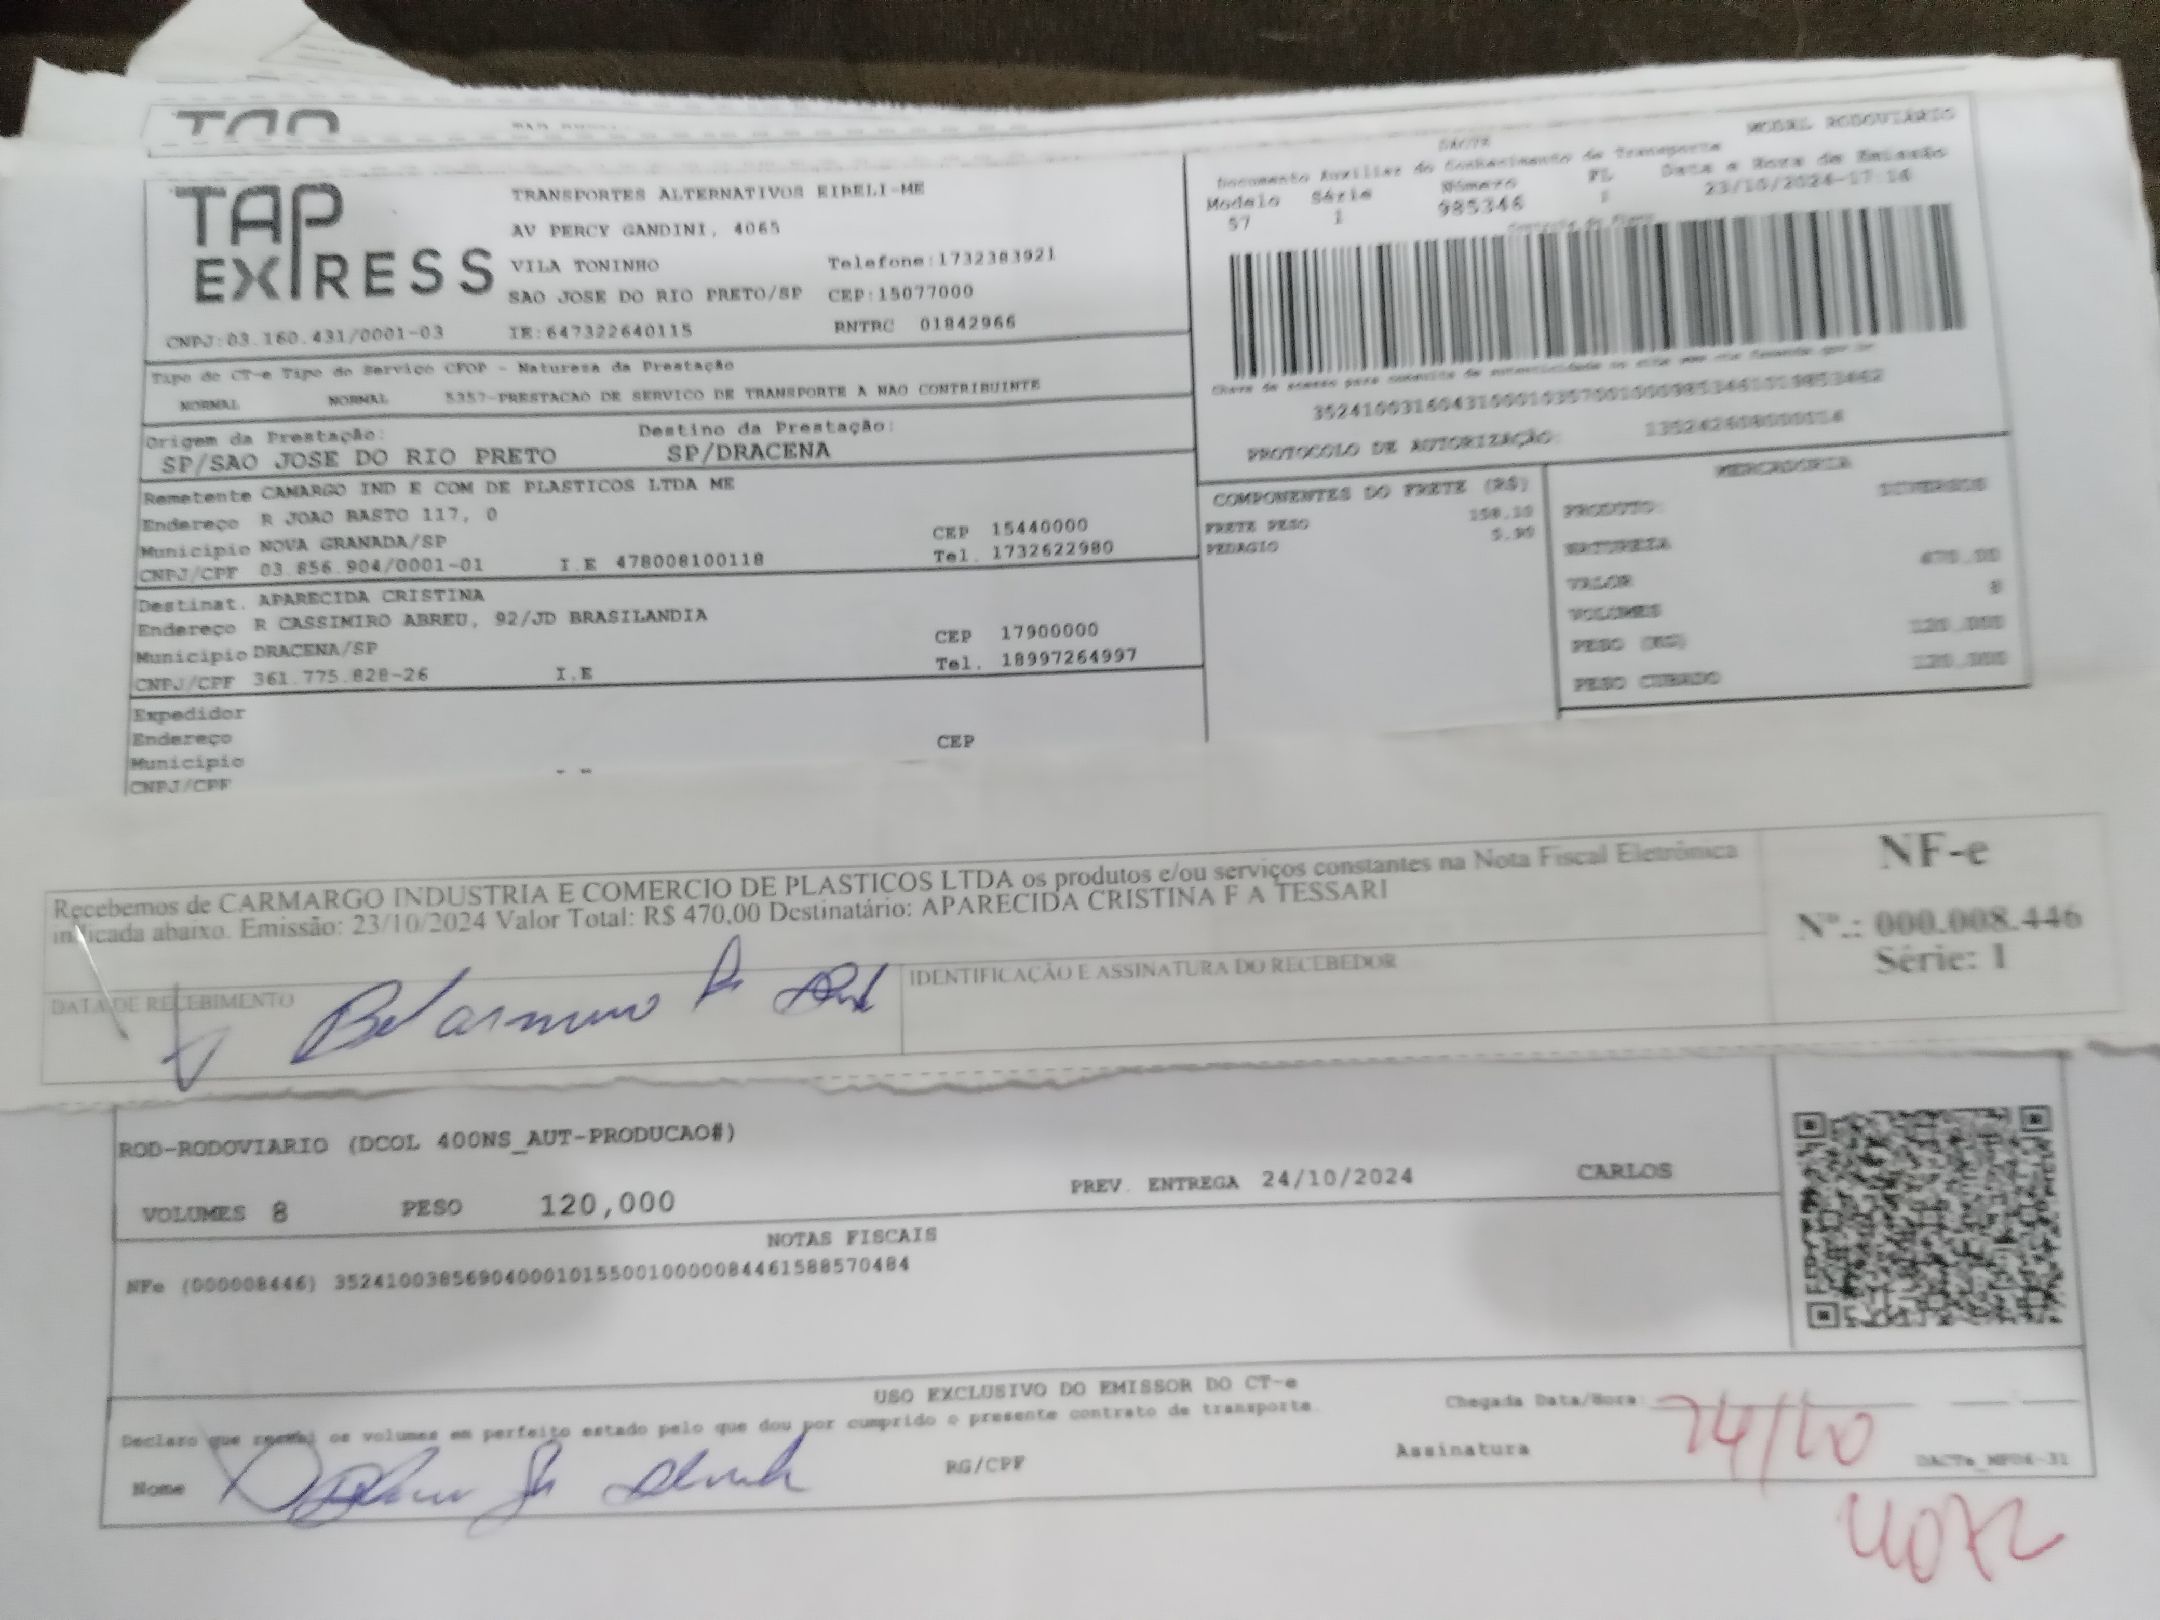 TAP EXPRESS
TRANSPORTES ALTERNATIVOS EIRELI-ME
AV PERCY GANDINI, 4065
VILA TONINHO Telefone:1732383921
SAO JOSE DO RIO PRETO/SP CEP:15077000
CNPJ:03.160.431/0001-03 IE:647322640115 RNTRC 01842966
Tipo do CT-e Tipo do Serviço CFOP - Natureza da Prestação
NORMAL NORMAL 5357-PRESTACAO DE SERVICO DE TRANSPORTE A NAO CONTRIBUINTE
Origem da Prestação: Destino da Prestação:
SP/SAO JOSE DO RIO PRETO SP/DRACENA
Remetente CAMARGO IND E COM DE PLASTICOS LTDA ME
Endereço R JOAO BASTO 117, 0 CEP 15440000
Municipio NOVA GRANADA/SP Tel. 1732622980
CNPJ/CPF 03.856.904/0001-01 I.E 478008100118
Destinat. APARECIDA CRISTINA
Endereço R CASSIMIRO ABREU, 92/JD BRASILANDIA CEP 17900000
Municipio DRACENA/SP Tel. 18997264997
CNPJ/CPF 361.775.828-26 I.E
Expedidor
Endereço CEP
Municipio
CNPJ/CPF
MODAL RODOVIÁRIO
DACTE
Documento Auxiliar do Conhecimento de Transporte
Modelo Série Número FL Data e Hora de Emissão
57 1 985346 1 23/10/2024-17:16
PROTOCOLO DE AUTORIZAÇÃO:
COMPONENTES DO FRETE (R$)
FRETE PESO
PEDAGIO
MERCADORIA
PRODUTO: DIVERSOS
NATUREZA
VALOR 470,00
VOLUMES 8
PESO (KG) 120,000
PESO CUBADO 120,000
Recebemos de CARMARGO INDUSTRIA E COMERCIO DE PLASTICOS LTDA os produtos e/ou serviços constantes na Nota Fiscal Eletrônica
indicada abaixo. Emissão: 23/10/2024 Valor Total: R$ 470,00 Destinatário: APARECIDA CRISTINA F A TESSARI
NF-e
Nº.: 000.008.446
Série: 1
DATA DE RECEBIMENTO IDENTIFICAÇÃO E ASSINATURA DO RECEBEDOR
ROD-RODOVIARIO (DCOL 400NS_AUT-PRODUCAO#)
VOLUMES 8 PESO 120,000 PREV. ENTREGA 24/10/2024 CARLOS
NOTAS FISCAIS
NFe (000008446) 35241003856904000101550010000084461588570484
USO EXCLUSIVO DO EMISSOR DO CT-e
Declaro que recebi os volumes em perfeito estado pelo que dou por cumprido o presente contrato de transporte.
Chegada Data/Hora:
Nome RG/CPF Assinatura
24/10